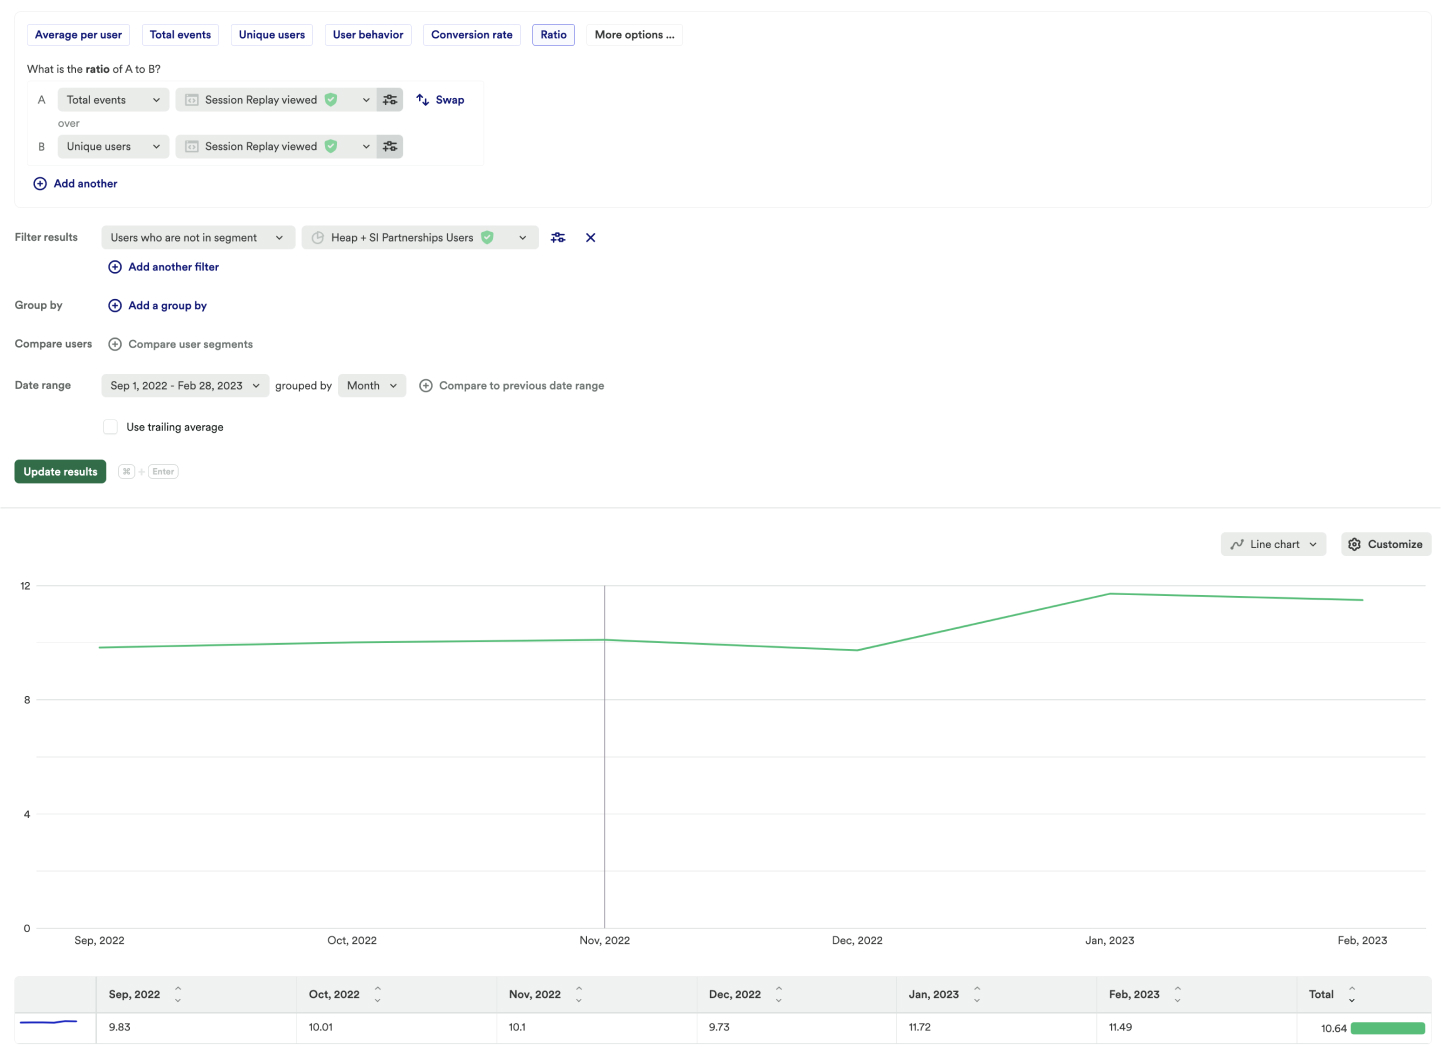 Average per user Total events Unique users User behavior Conversion rate Ratio More options ...
What is the ratio of A to B?
A Total events Session Replay viewed Swap
over
B Unique users Session Replay viewed
Add another
Filter results Users who are not in segment Heap + SI Partnerships Users
Add another filter
Group by Add a group by
Compare users Compare user segments
Date range Sep 1, 2022 - Feb 28, 2023 grouped by Month Compare to previous date range
Use trailing average
Update results ⌘ + Enter
Line chart Customize
12
8
4
0
Sep, 2022 Oct, 2022 Nov, 2022 Dec, 2022 Jan, 2023 Feb, 2023
Sep, 2022 Oct, 2022 Nov, 2022 Dec, 2022 Jan, 2023 Feb, 2023 Total
9.83 10.01 10.1 9.73 11.72 11.49 10.64